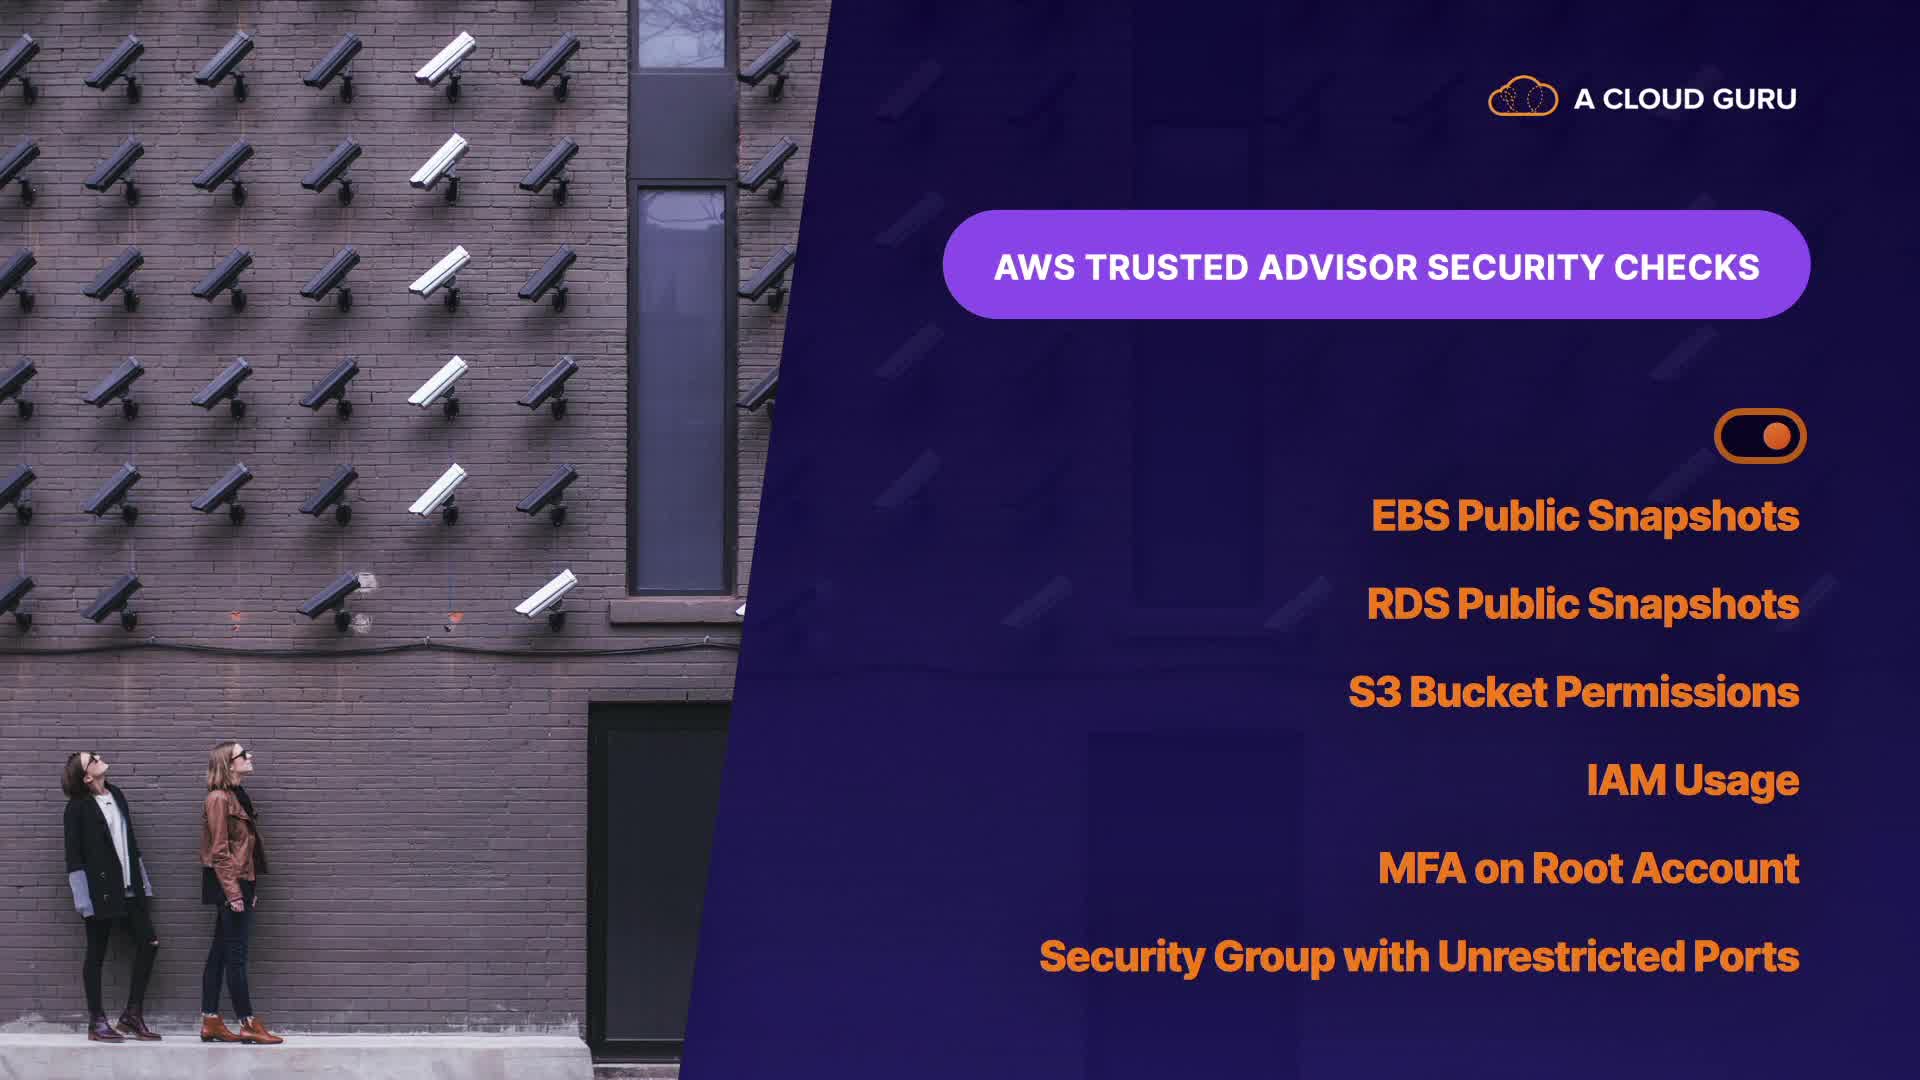 A CLOUD GURU
AWS TRUSTED ADVISOR SECURITY CHECKS
EBS Public Snapshots
RDS Public Snapshots
S3 Bucket Permissions
IAM Usage
MFA on Root Account
Security Group with Unrestricted Ports